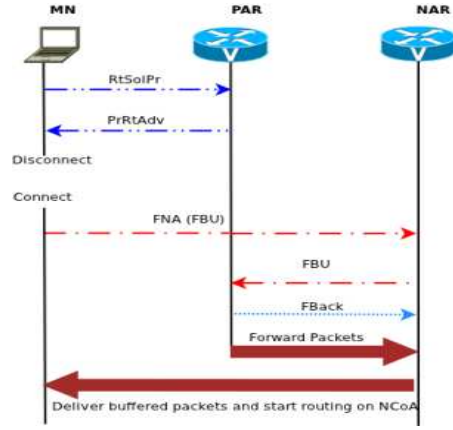 MN PAR NAR
RtSolPr
PrRtAdv
Disconnect
Connect
FNA (FBU)
FBU
FBack
Forward Packets
Deliver buffered packets and start routing on NCoA